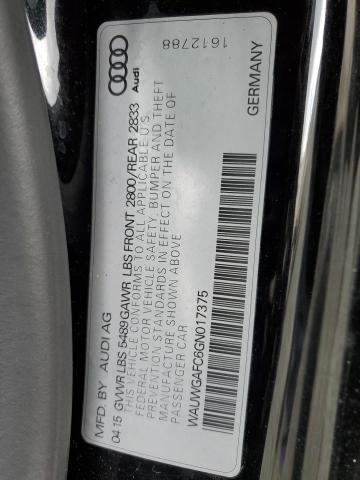 MFD. BY AUDI AG
04 15 GVWR LBS 5489 GAWR LBS FRONT 2800/REAR 2833
THIS VEHICLE CONFORMS TO ALL APPLICABLE U'S
FEDERAL MOTOR VEHICLE SAFETY, BUMPER AND THEFT
PREVENTION STANDARDS IN EFFECT ON THE DATE OF
MANUFACTURE SHOWN ABOVE
PASSENGER CAR
WAUWGAFC6GN017375
Audi
1612788
GERMANY